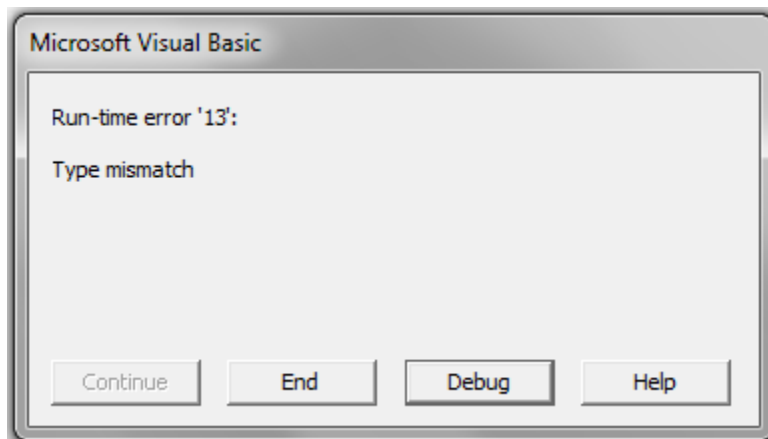 Microsoft Visual Basic
Run-time error '13':
Type mismatch
Continue End Debug Help